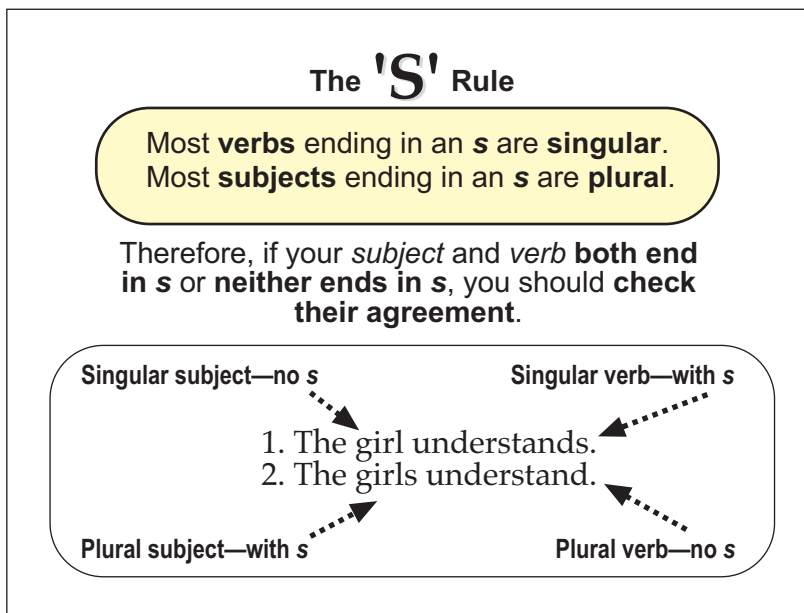 The 'S' Rule
Most verbs ending in an s are singular.
Most subjects ending in an s are plural.
Therefore, if your subject and verb both end
in s or neither ends in s, you should check
their agreement.
Singular subject—no s
Singular verb—with s
1. The girl understands.
2. The girls understand.
Plural subject—with s
Plural verb—no s